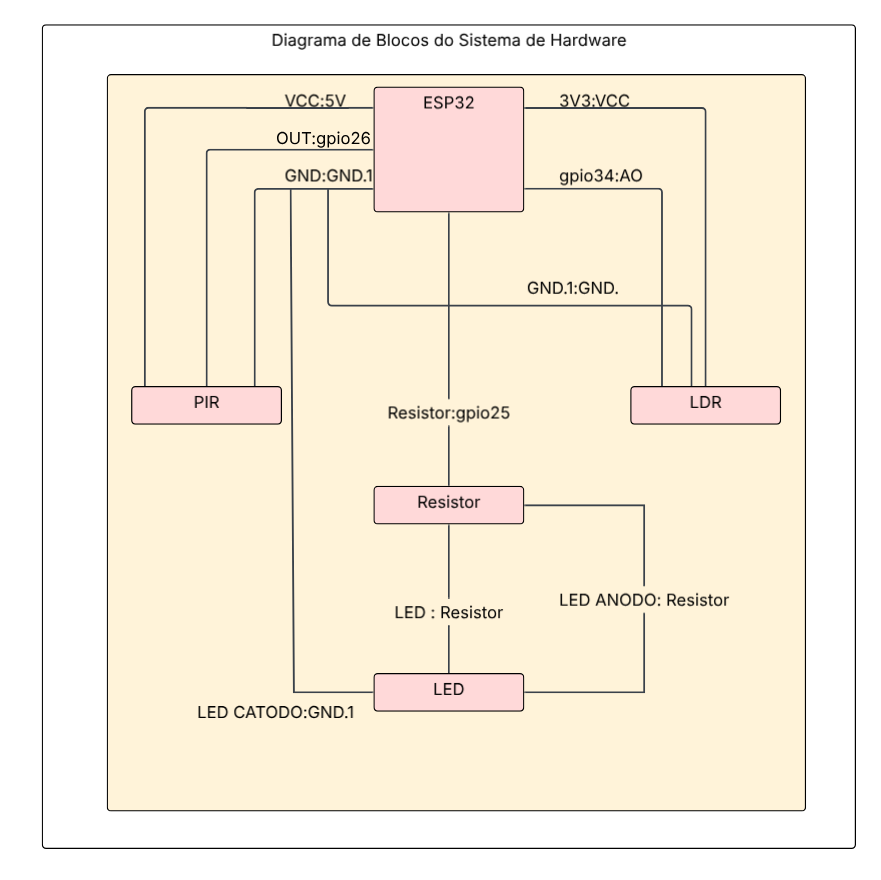 Diagrama de Blocos do Sistema de Hardware
VCC:5V
ESP32
3V3:VCC
OUT:gpio26
GND:GND.1
gpio34:AO
GND.1:GND.
PIR
LDR
Resistor:gpio25
Resistor
LED ANODO: Resistor
LED : Resistor
LED
LED CATODO:GND.1